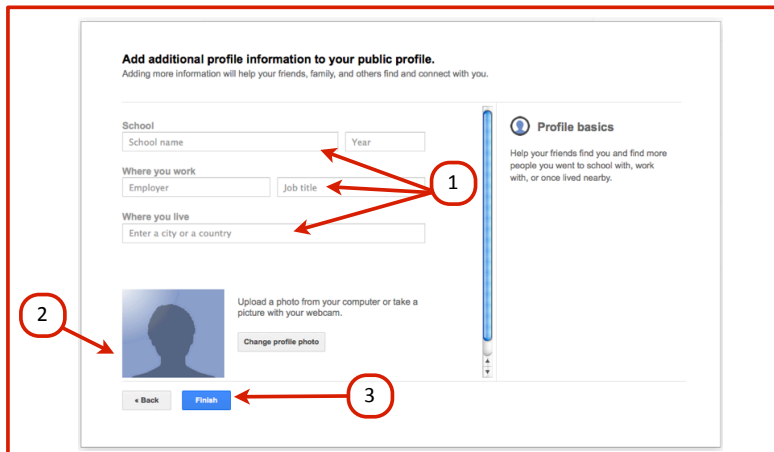 Add additional profile information to your public profile.
Adding more information will help your friends, family, and others find and connect with you.
School
School name
Year
Where you work
Employer
Job title
Where you live
Enter a city or a country
1
Profile basics
Help your friends find you and find more
people you went to school with, work
with, or once lived nearby.
2
Upload a photo from your computer or take a
picture with your webcam.
Change profile photo
« Back
Finish
3